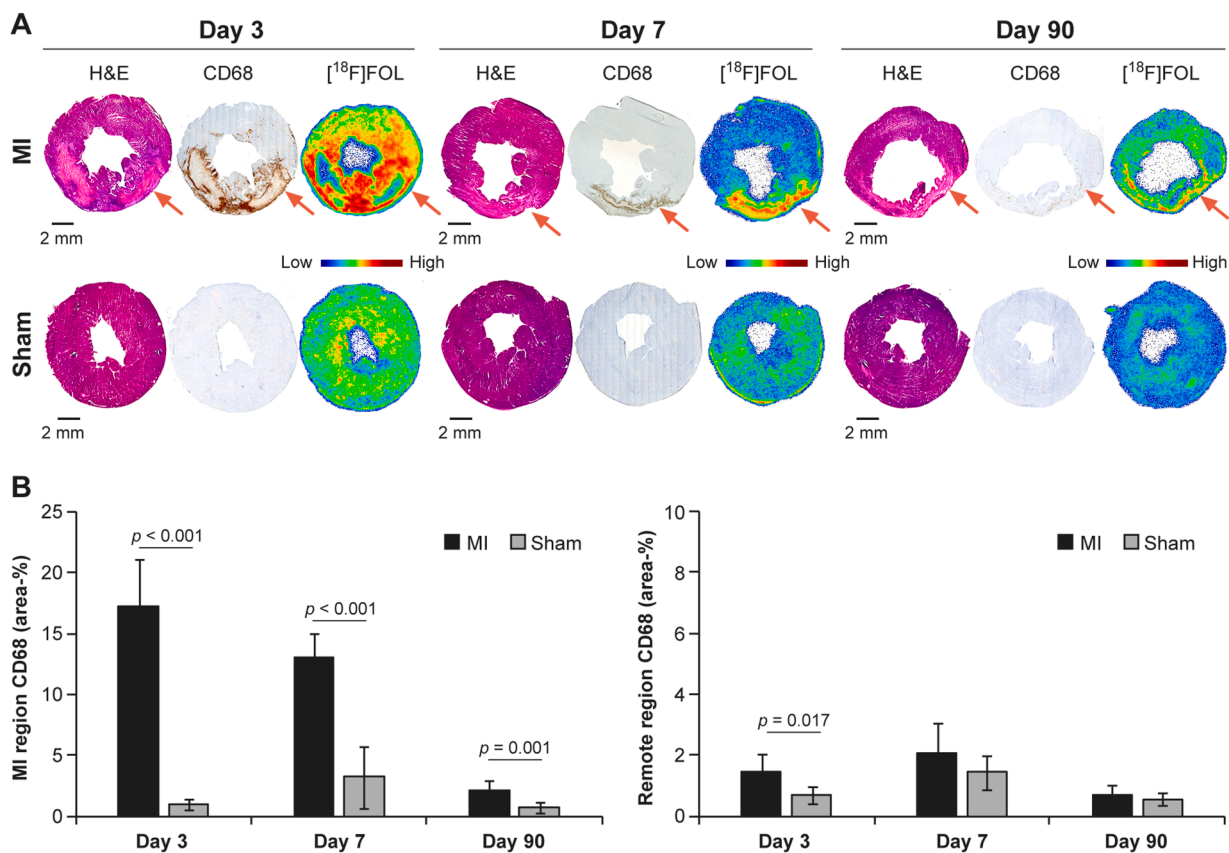 A
Day 3 Day 7 Day 90
H&E CD68 [¹⁸F]FOL H&E CD68 [¹⁸F]FOL H&E CD68 [¹⁸F]FOL
MI
2 mm 2 mm 2 mm
Low High Low High Low High
Sham
2 mm 2 mm 2 mm
B
MI region CD68 (area-%)
25
20
15
10
5
0
p < 0.001
p < 0.001
p = 0.001
MI Sham
Day 3 Day 7 Day 90
Remote region CD68 (area-%)
10
8
6
4
2
0
p = 0.017
MI Sham
Day 3 Day 7 Day 90